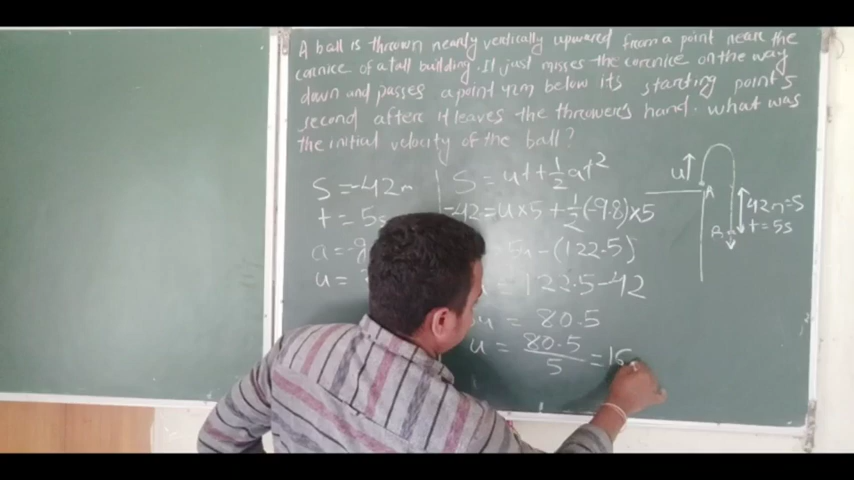 A ball is thrown nearly vertically upward from a point near the
cornice of a tall building. It just misses the cornice on the way
down and passes a point 42m below its starting point 5
second after it leaves the thrower's hand. What was
the initial velocity of the ball?
S = -42m
t = 5s
a = -9
u =
S = ut + 1/2 at²
-42 = u×5 + 1/2 (-9.8)×5
- (122.5)
= 122.5-42
u = 80.5
u = 80.5/5 = 16
u
A
42m=S
B
t = 5s